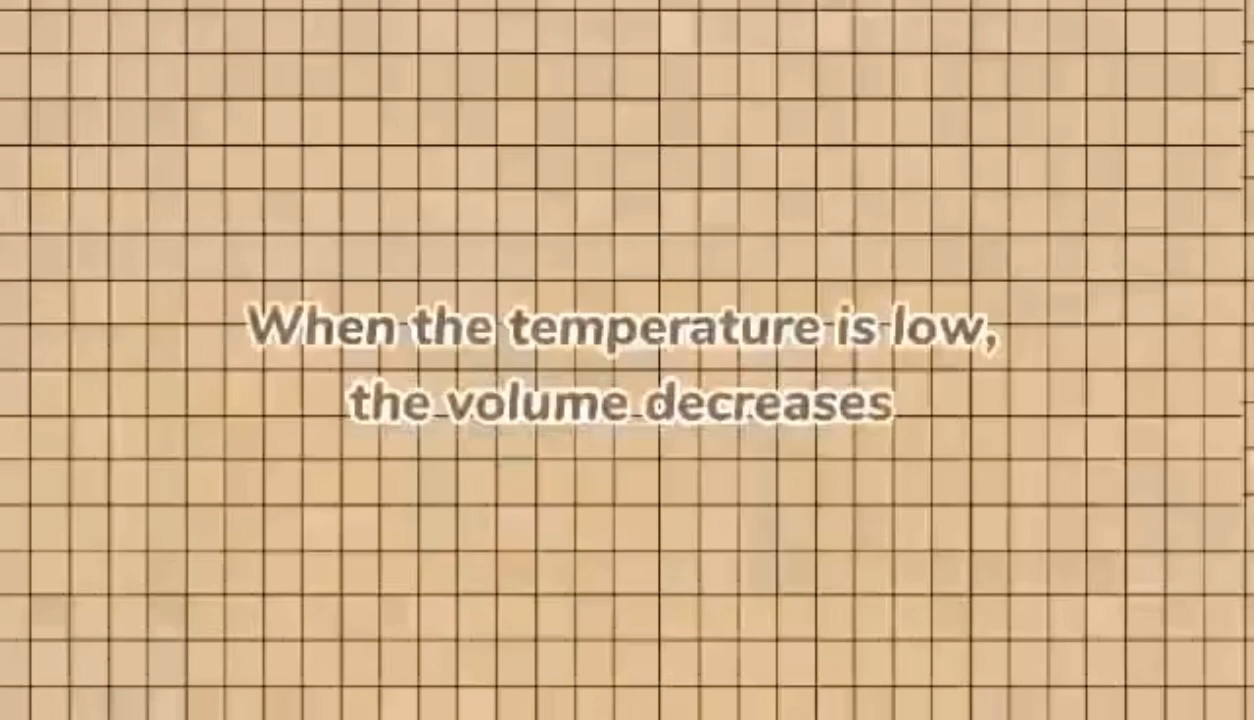 When the temperature is low,
the volume decreases